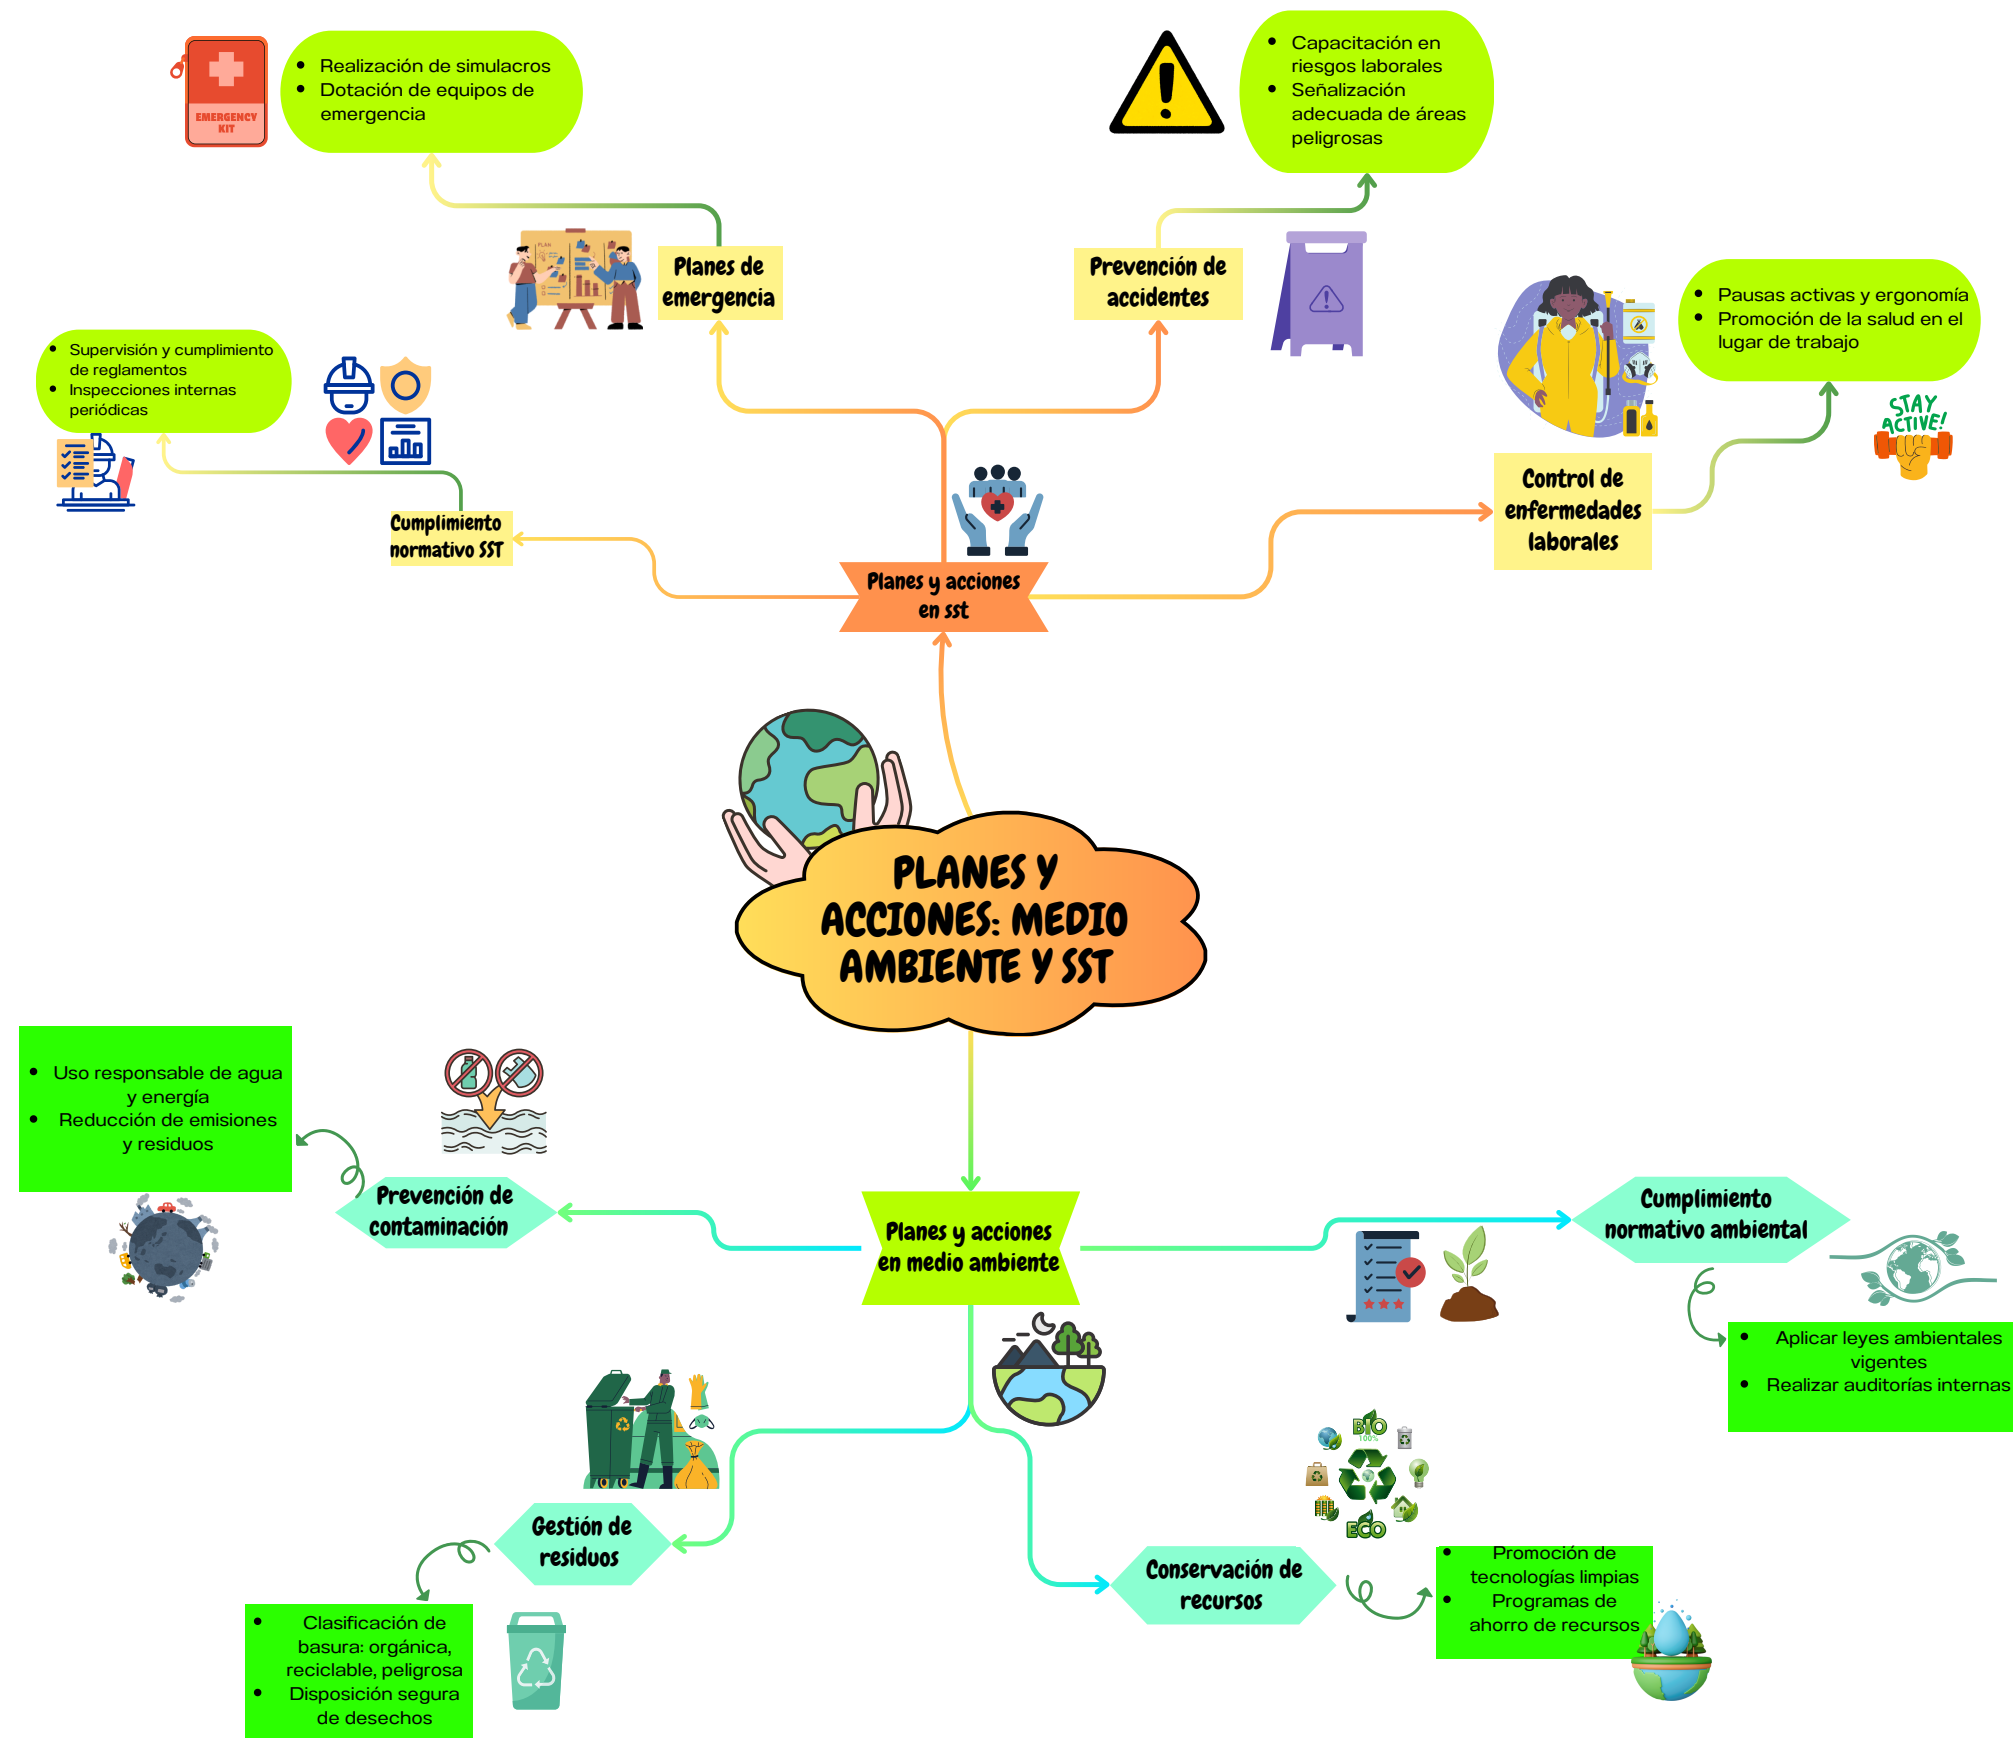 EMERGENCY
KIT
• Realización de simulacros
• Dotación de equipos de
emergencia
• Capacitación en
riesgos laborales
• Señalización
adecuada de áreas
peligrosas
PLAN
Planes de
emergencia
Prevención de
accidentes
• Pausas activas y ergonomía
• Promoción de la salud en el
lugar de trabajo
• Supervisión y cumplimiento
de reglamentos
• Inspecciones internas
periódicas
STAY
ACTIVE!
Control de
enfermedades
laborales
Cumplimiento
normativo SST
Planes y acciones
en sst
PLANES Y
ACCIONES: MEDIO
AMBIENTE Y SST
• Uso responsable de agua
y energía
• Reducción de emisiones
y residuos
Prevención de
contaminación
Planes y acciones
en medio ambiente
Cumplimiento
normativo ambiental
• Aplicar leyes ambientales
vigentes
• Realizar auditorías internas
BIO
100%
ECO
Gestión de
residuos
Conservación de
recursos
• Promoción de
tecnologías limpias
• Programas de
ahorro de recursos
• Clasificación de
basura: orgánica,
reciclable, peligrosa
• Disposición segura
de desechos